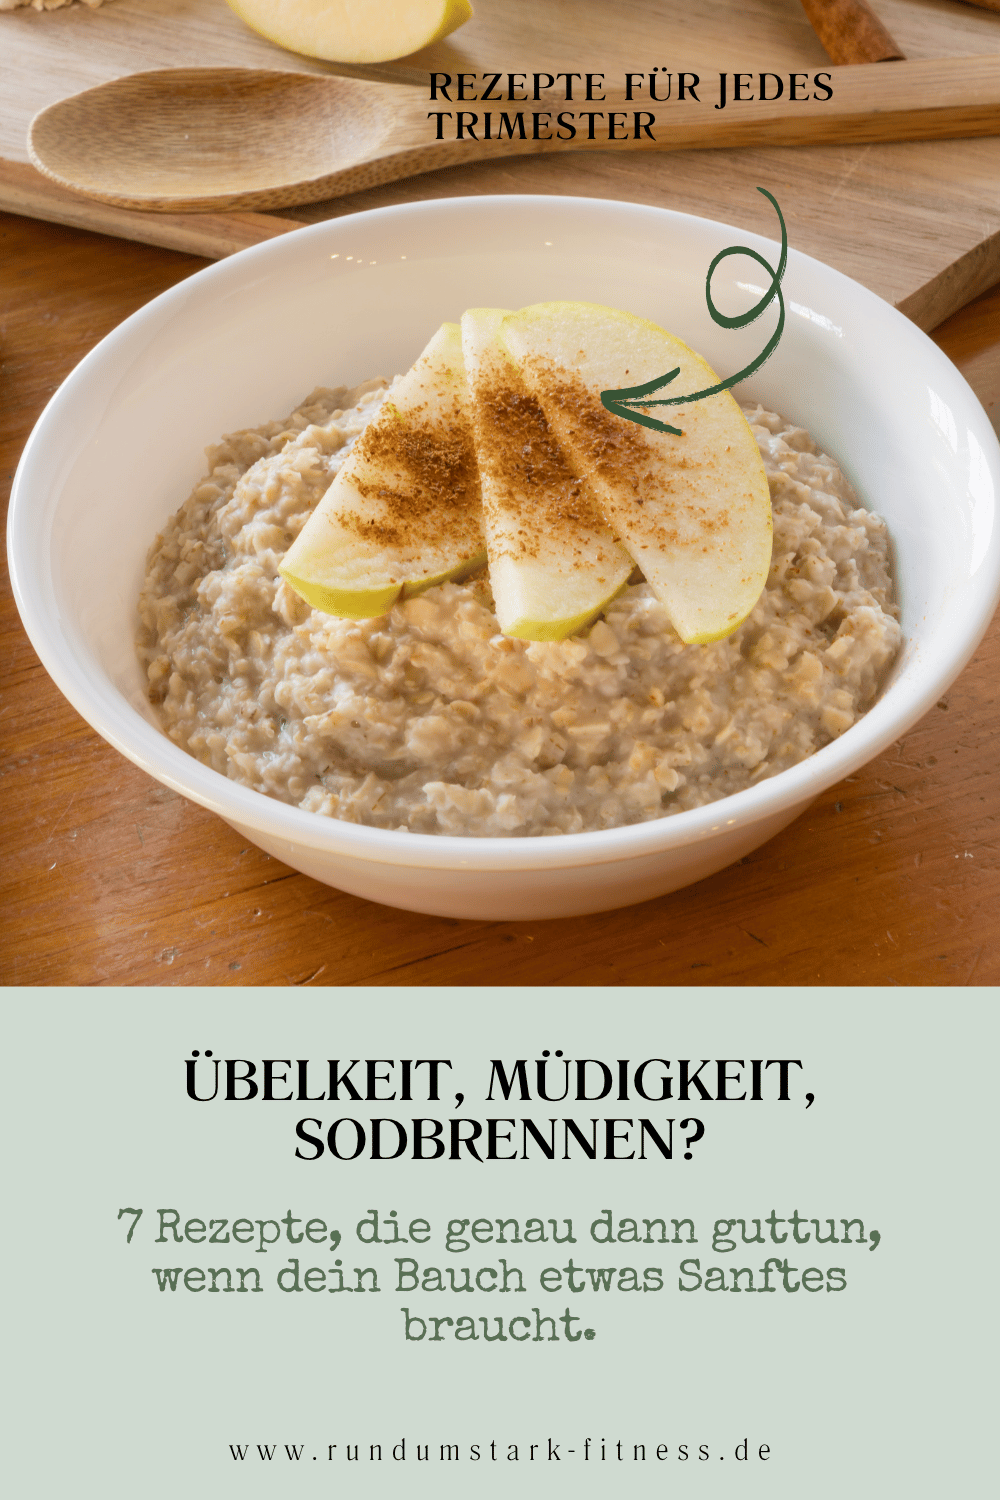 REZEPTE FÜR JEDES
TRIMESTER
ÜBELKEIT, MÜDIGKEIT,
SODBRENNEN?
7 Rezepte, die genau dann guttun,
wenn dein Bauch etwas Sanftes
braucht.
www.rundumstark-fitness.de